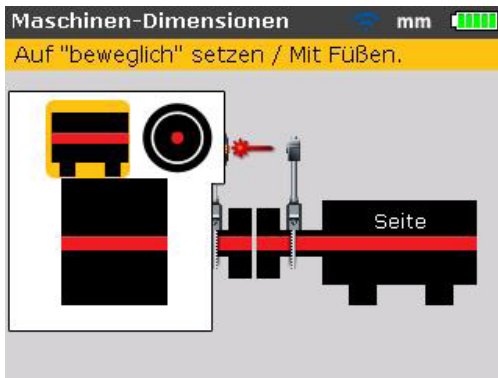 Maschinen-Dimensionen mm
Auf "beweglich" setzen / Mit Füßen.
Seite